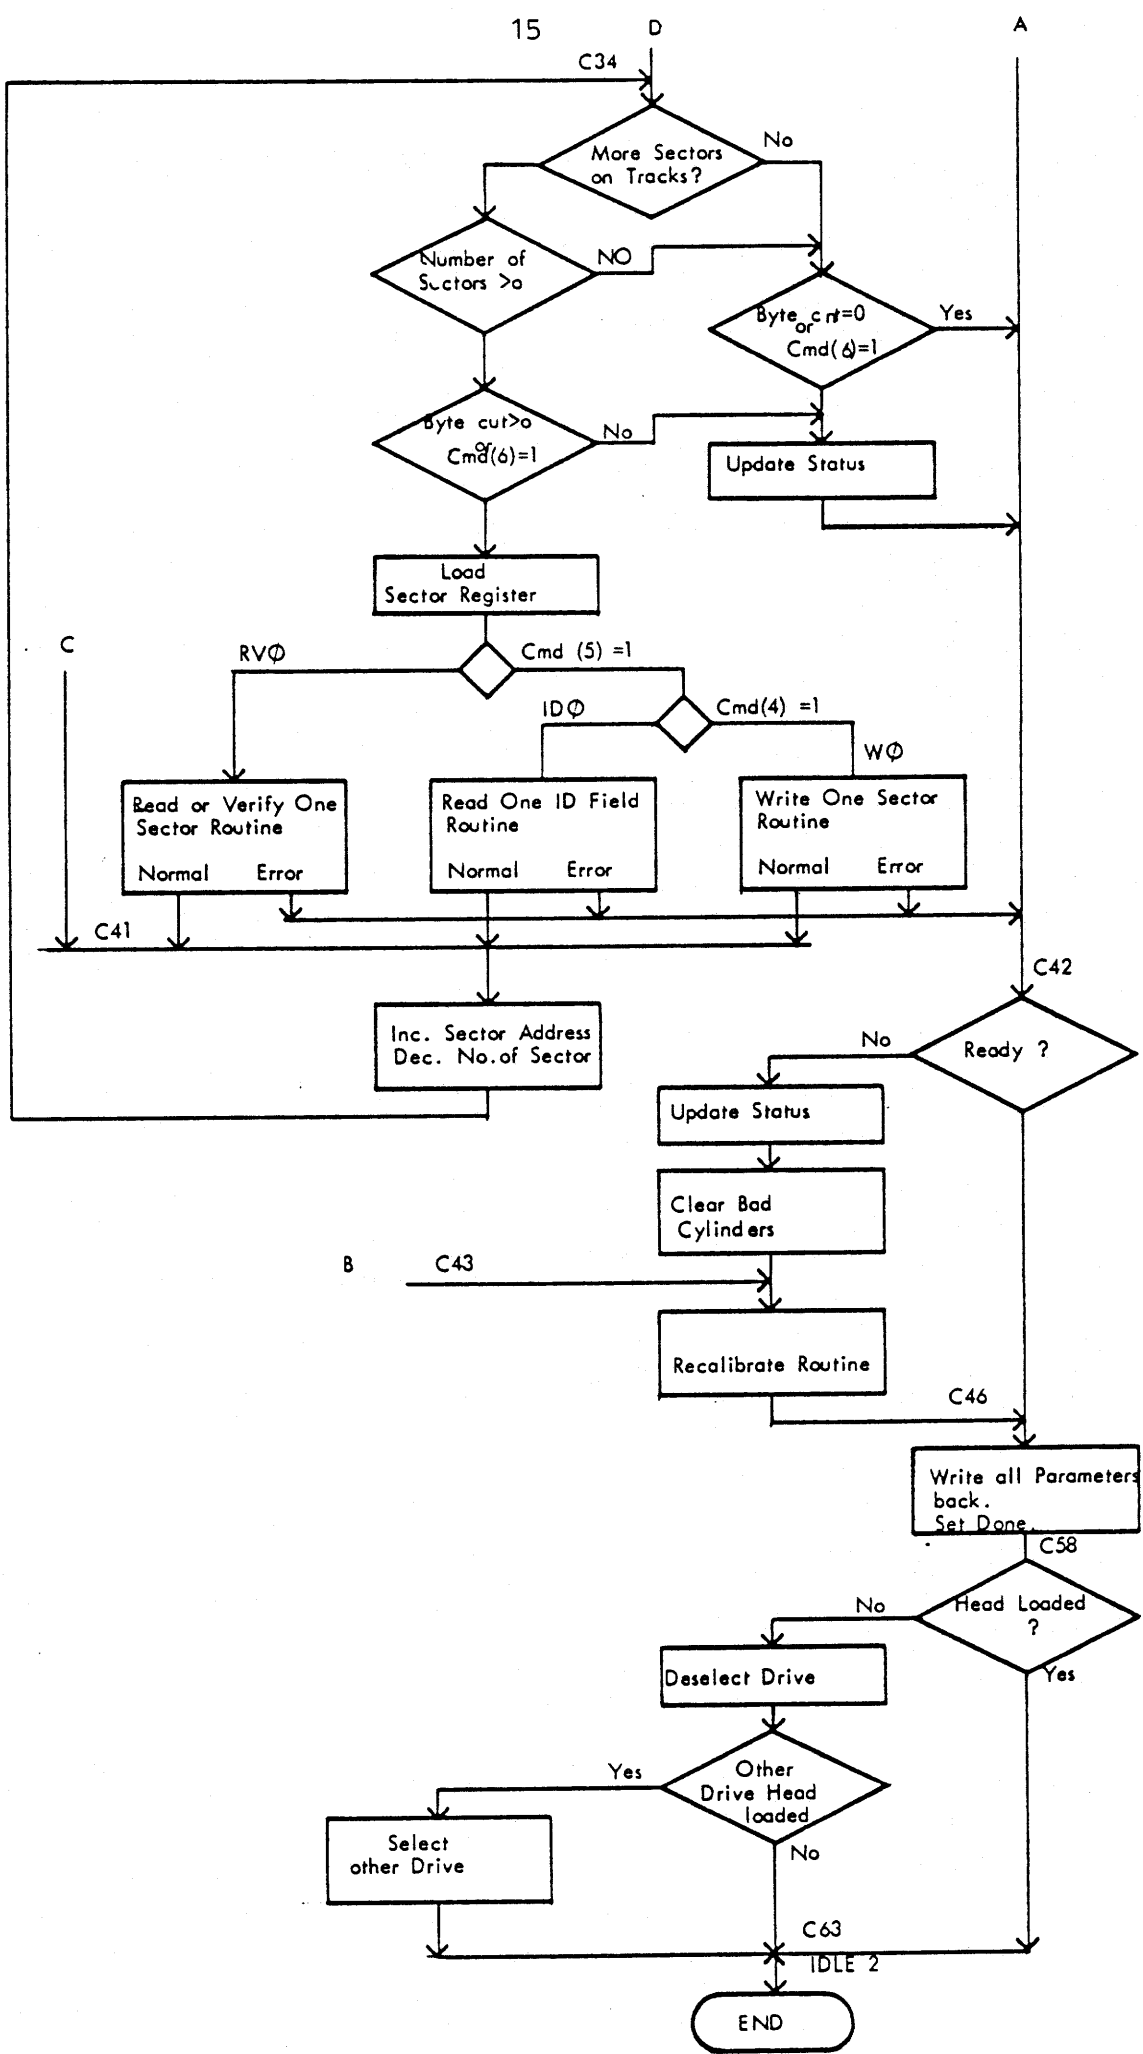 15
D
A
C34
More Sectors
on Tracks?
No
Number of
Sectors >o
NO
Byte cnt=0
or
Cmd(6)=1
Yes
Byte cut>o
or
Cmd(6)=1
No
Update Status
Load
Sector Register
C
RVØ
Cmd (5) =1
IDØ
Cmd(4) =1
WØ
Read or Verify One
Sector Routine
Normal Error
Read One ID Field
Routine
Normal Error
Write One Sector
Routine
Normal Error
C41
C42
Inc. Sector Address
Dec. No.of Sector
No
Ready ?
Update Status
Clear Bad
Cylinders
B
C43
Recalibrate Routine
C46
Write all Parameters
back.
Set Done.
C58
No
Head Loaded
?
Yes
Deselect Drive
Yes
Other
Drive Head
loaded
No
Select
other Drive
C63
IDLE 2
END